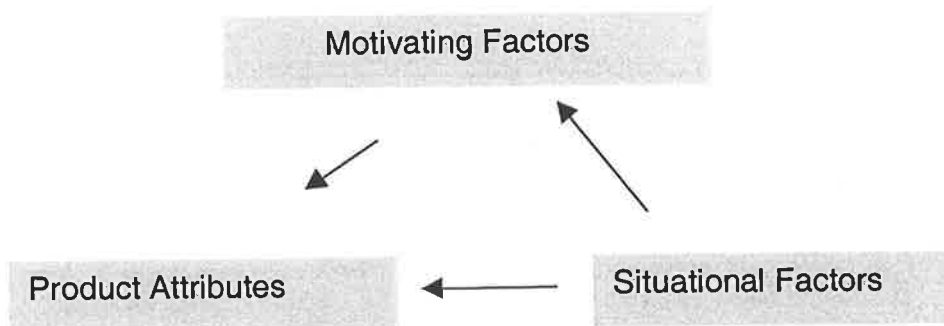 Motivating Factors
Product Attributes
Situational Factors